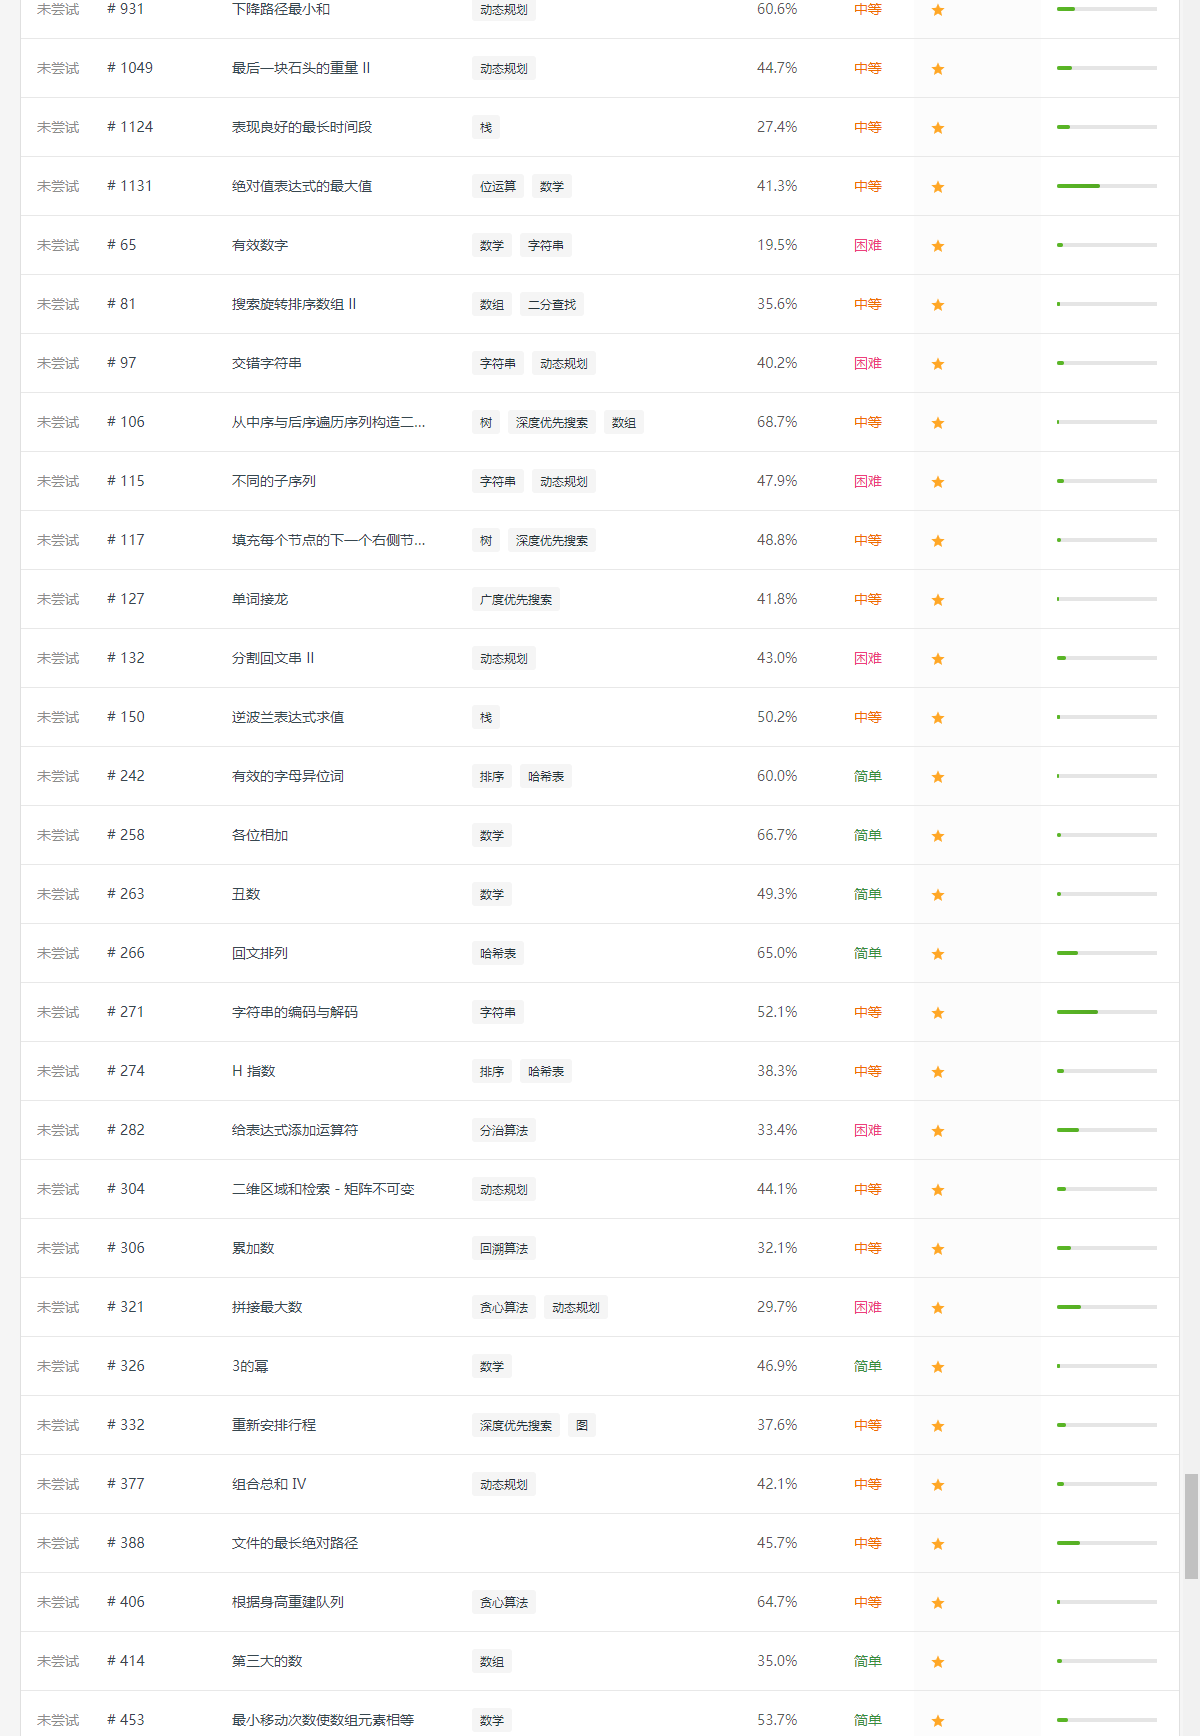 未尝试 # 931 下降路径最小和 动态规划 60.6% 中等
未尝试 # 1049 最后一块石头的重量 II 动态规划 44.7% 中等
未尝试 # 1124 表现良好的最长时间段 栈 27.4% 中等
未尝试 # 1131 绝对值表达式的最大值 位运算 数学 41.3% 中等
未尝试 # 65 有效数字 数学 字符串 19.5% 困难
未尝试 # 81 搜索旋转排序数组 II 数组 二分查找 35.6% 中等
未尝试 # 97 交错字符串 字符串 动态规划 40.2% 困难
未尝试 # 106 从中序与后序遍历序列构造二... 树 深度优先搜索 数组 68.7% 中等
未尝试 # 115 不同的子序列 字符串 动态规划 47.9% 困难
未尝试 # 117 填充每个节点的下一个右侧节... 树 深度优先搜索 48.8% 中等
未尝试 # 127 单词接龙 广度优先搜索 41.8% 中等
未尝试 # 132 分割回文串 II 动态规划 43.0% 困难
未尝试 # 150 逆波兰表达式求值 栈 50.2% 中等
未尝试 # 242 有效的字母异位词 排序 哈希表 60.0% 简单
未尝试 # 258 各位相加 数学 66.7% 简单
未尝试 # 263 丑数 数学 49.3% 简单
未尝试 # 266 回文排列 哈希表 65.0% 简单
未尝试 # 271 字符串的编码与解码 字符串 52.1% 中等
未尝试 # 274 H 指数 排序 哈希表 38.3% 中等
未尝试 # 282 给表达式添加运算符 分治算法 33.4% 困难
未尝试 # 304 二维区域和检索 - 矩阵不可变 动态规划 44.1% 中等
未尝试 # 306 累加数 回溯算法 32.1% 中等
未尝试 # 321 拼接最大数 贪心算法 动态规划 29.7% 困难
未尝试 # 326 3的幂 数学 46.9% 简单
未尝试 # 332 重新安排行程 深度优先搜索 图 37.6% 中等
未尝试 # 377 组合总和 IV 动态规划 42.1% 中等
未尝试 # 388 文件的最长绝对路径 45.7% 中等
未尝试 # 406 根据身高重建队列 贪心算法 64.7% 中等
未尝试 # 414 第三大的数 数组 35.0% 简单
未尝试 # 453 最小移动次数使数组元素相等 数学 53.7% 简单